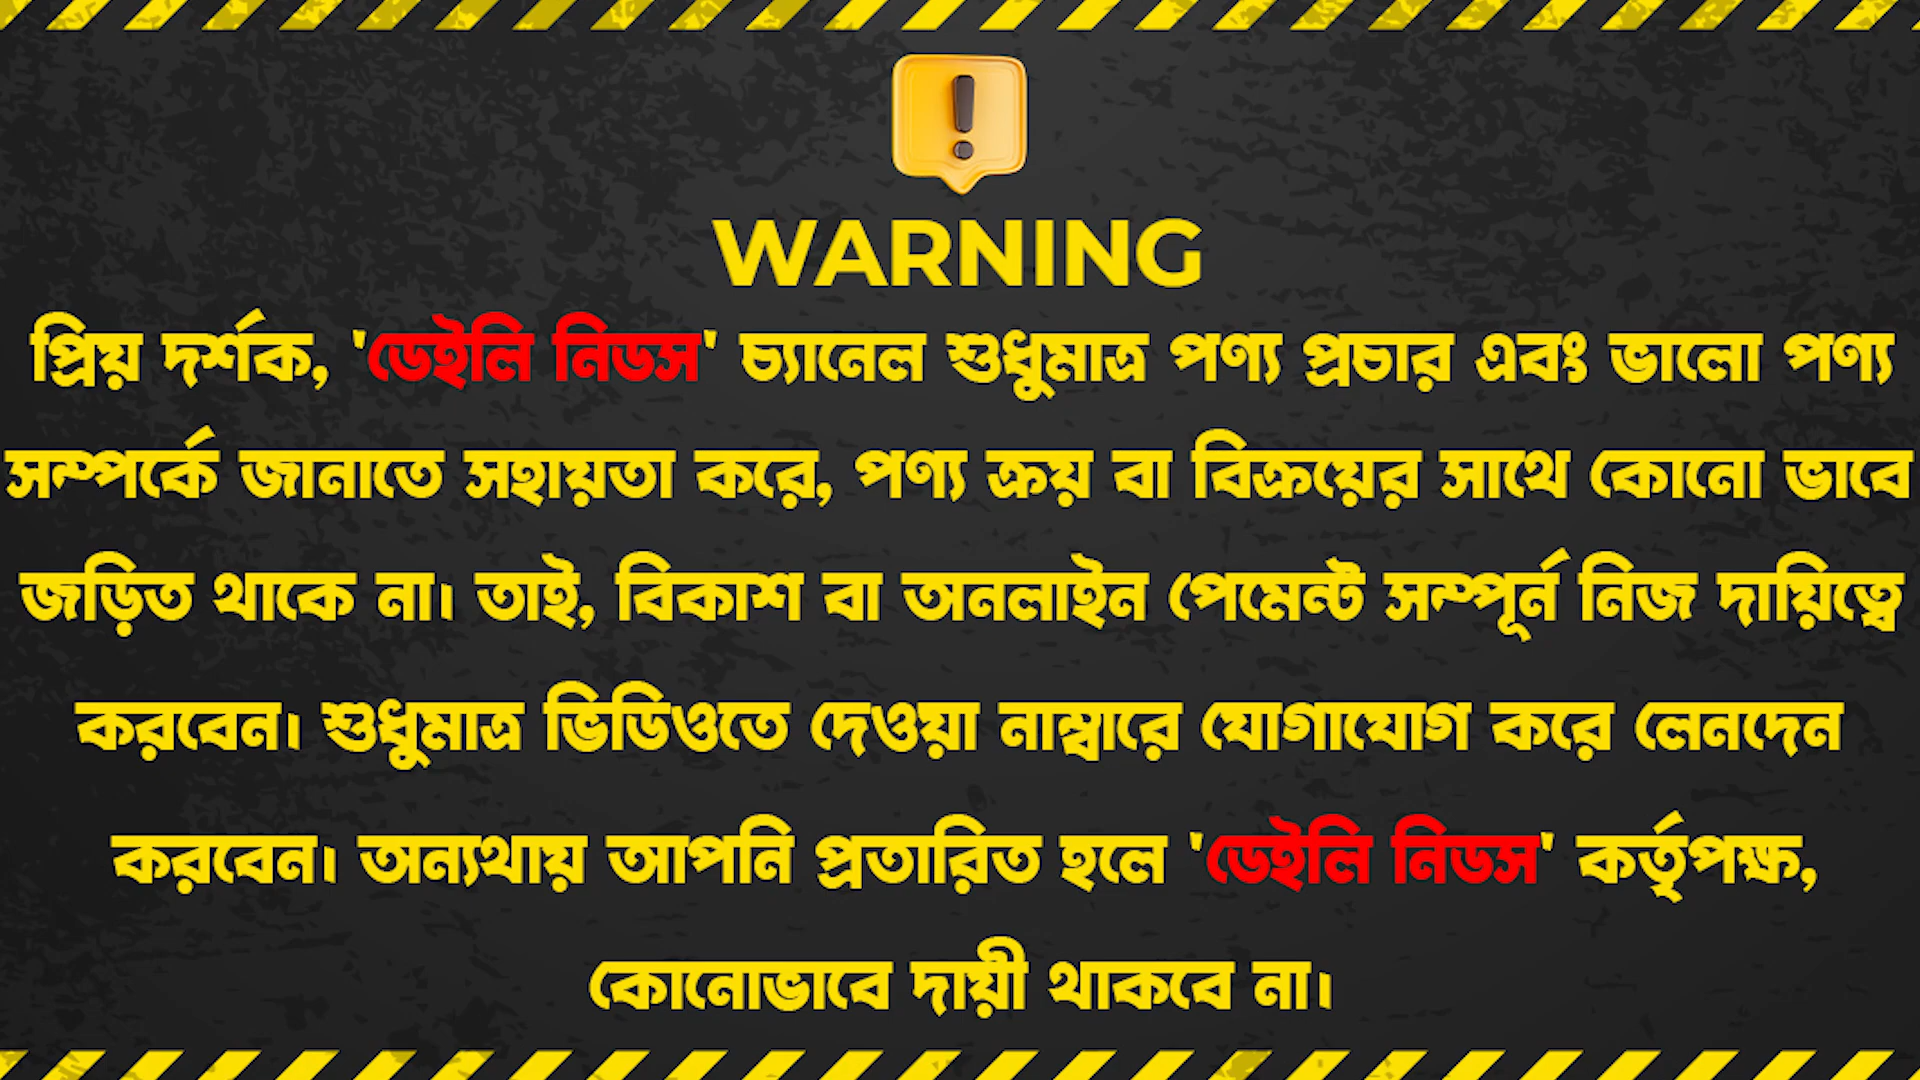 WARNING
প্রিয় দর্শক, 'ডেইলি নিডস' চ্যানেল শুধুমাত্র পণ্য প্রচার এবং ভালো পণ্য
সম্পর্কে জানাতে সহায়তা করে, পণ্য ক্রয় বা বিক্রয়ের সাথে কোনো ভাবে
জড়িত থাকে না। তাই, বিকাশ বা অনলাইন পেমেন্ট সম্পূর্ন নিজ দায়িত্বে
করবেন। শুধুমাত্র ভিডিওতে দেওয়া নাম্বারে যোগাযোগ করে লেনদেন
করবেন। অন্যথায় আপনি প্রতারিত হলে 'ডেইলি নিডস' কর্তৃপক্ষ,
কোনোভাবে দায়ী থাকবে না।